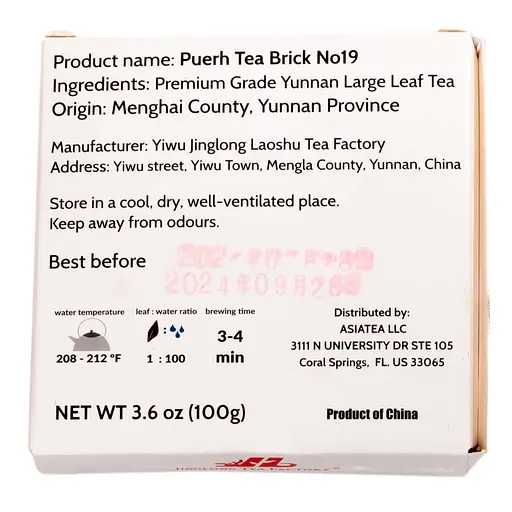 Product name: Puerh Tea Brick No19
Ingredients: Premium Grade Yunnan Large Leaf Tea
Origin: Menghai County, Yunnan Province
Manufacturer: Yiwu Jinglong Laoshu Tea Factory
Address: Yiwu street, Yiwu Town, Mengla County, Yunnan, China
Store in a cool, dry, well-ventilated place.
Keep away from odours.
Best before
2024年09月28
water temperature
208 - 212 °F
leaf : water ratio
:
1 : 100
brewing time
3-4
min
Distributed by:
ASIATEA LLC
3111 N UNIVERSITY DR STE 105
Coral Springs, FL. US 33065
NET WT 3.6 oz (100g)
Product of China
Jinglong Tea Factory®